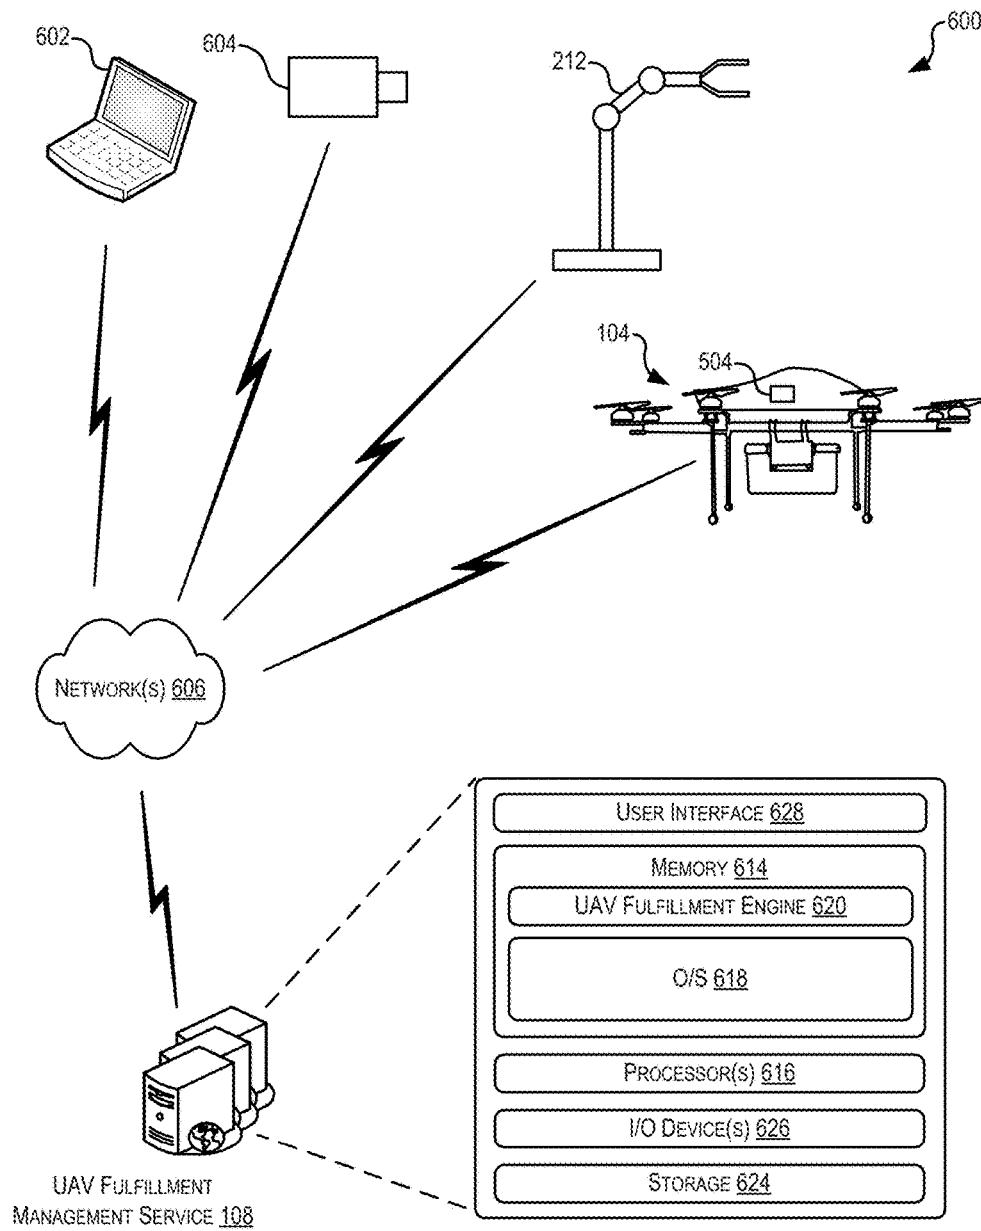 600
602
604
212
104
504
NETWORK(S) 606
USER INTERFACE 628
MEMORY 614
UAV FULFILLMENT ENGINE 620
O/S 618
PROCESSOR(S) 616
I/O DEVICE(S) 626
STORAGE 624
UAV FULFILLMENT
MANAGEMENT SERVICE 108